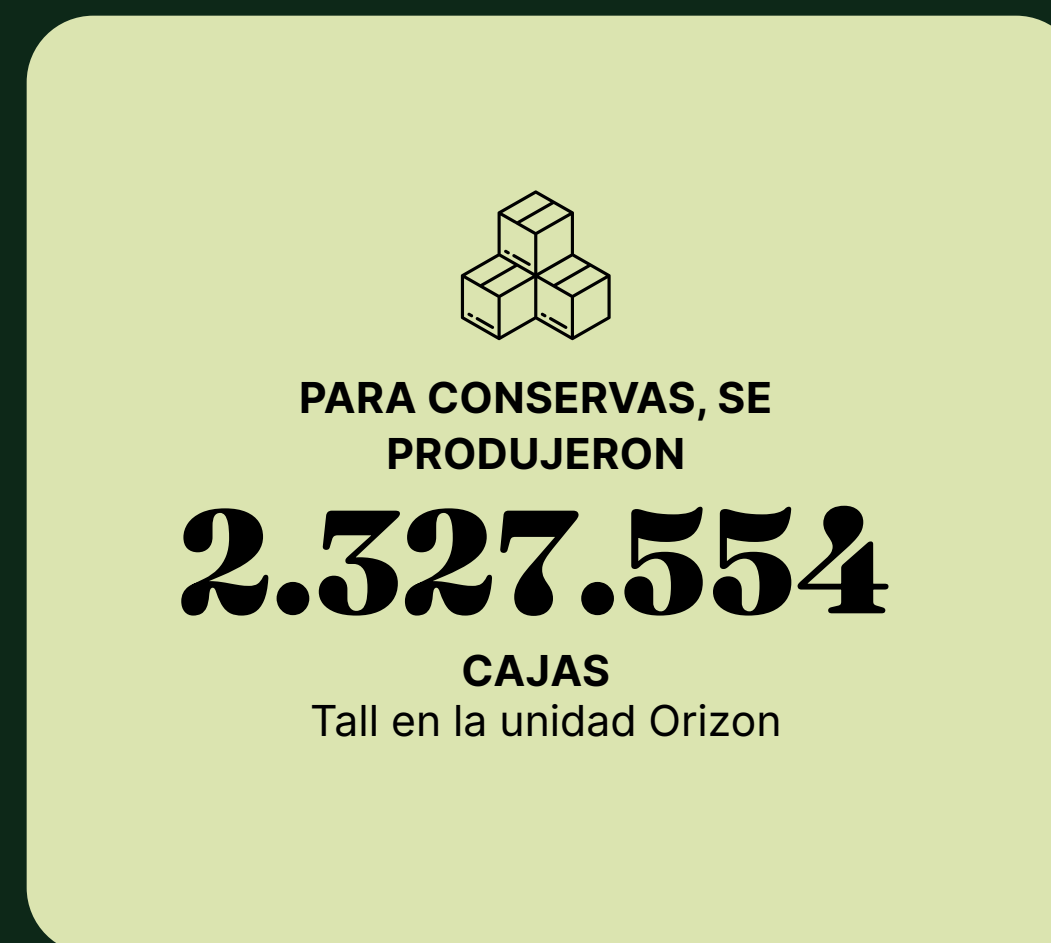 PARA CONSERVAS, SE
PRODUJERON
2.327.554
CAJAS
Tall en la unidad Orizon